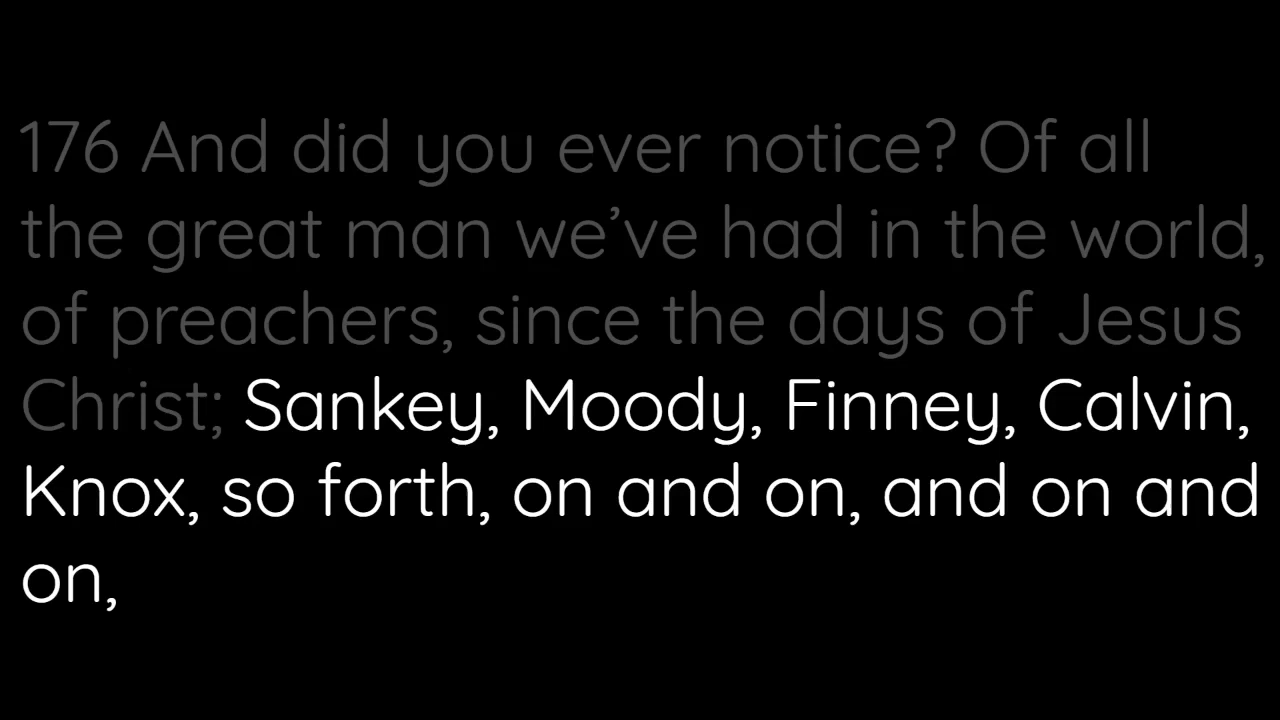 176 And did you ever notice? Of all
the great man we’ve had in the world,
of preachers, since the days of Jesus
Christ; Sankey, Moody, Finney, Calvin,
Knox, so forth, on and on, and on and
on,